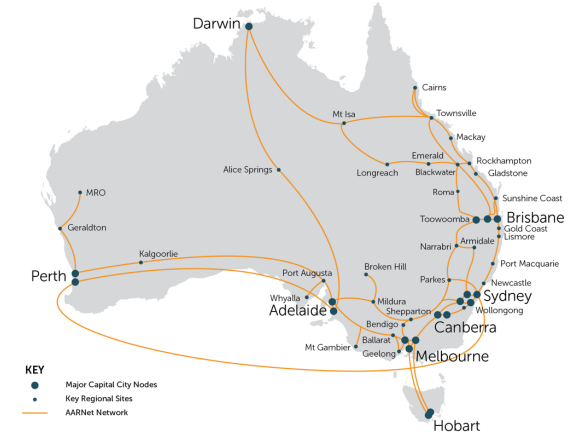 Darwin
Cairns
Mt Isa
Townsville
Mackay
Emerald
Rockhampton
Alice Springs
Longreach
Blackwater
Gladstone
MRO
Roma
Sunshine Coast
Toowoomba
Brisbane
Geraldton
Gold Coast
Lismore
Narrabri
Armidale
Kalgoorlie
Port Macquarie
Perth
Port Augusta
Broken Hill
Parkes
Newcastle
Whyalla
Mildura
Sydney
Adelaide
Shepparton
Wollongong
Bendigo
Canberra
Mt Gambier
Ballarat
Geelong
Melbourne
KEY
Major Capital City Nodes
Key Regional Sites
AARNet Network
Hobart